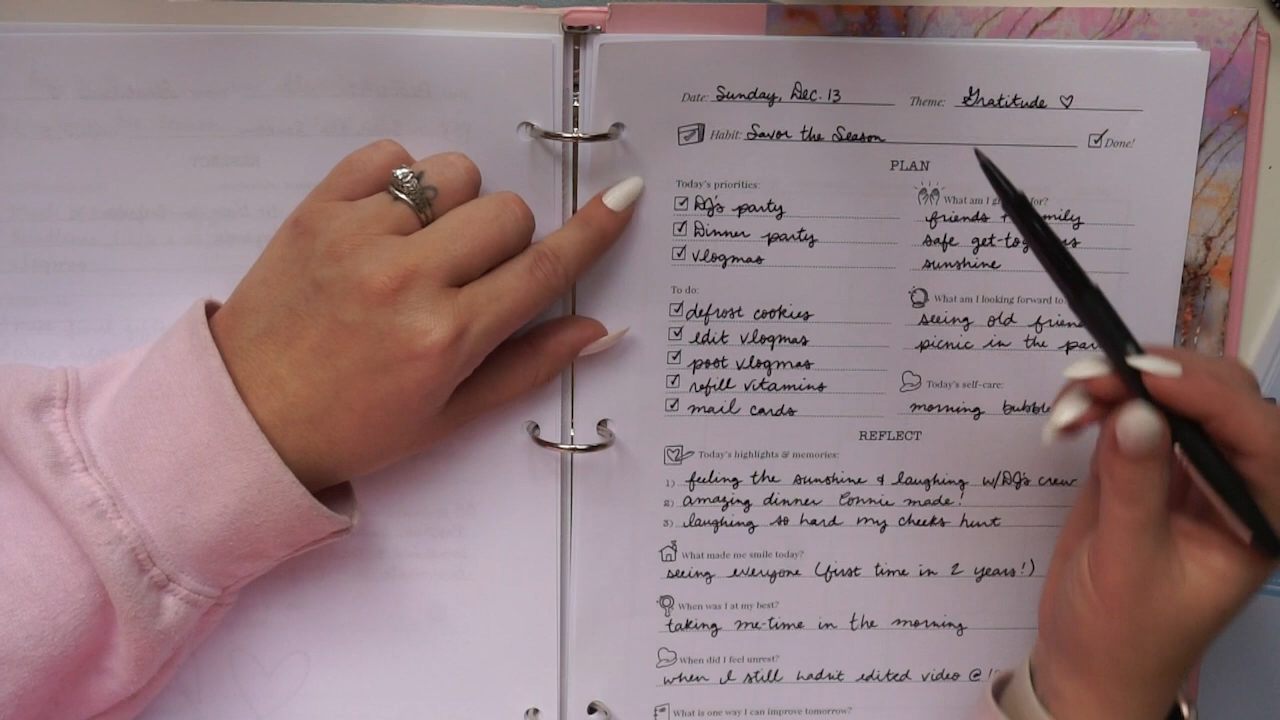 Date: Sunday, Dec. 13 Theme: Gratitude ♡
Habit: Savor the Season ☑ Done!
PLAN
Today's priorities:
☑ DJ's party
☑ Dinner party
☑ vlogmas
What am I for?
friends +
safe
sunshine
To do:
☑ defrost cookies
☑ edit vlogmas
☑ post vlogmas
☑ refill vitamins
☑ mail cards
What am I looking forward to
seeing old
picnic in the
Today's self-care:
morning
REFLECT
Today's highlights & memories:
1) feeling the sunshine & laughing w/DJ's crew
2) amazing dinner Connie made!
3) laughing so hard my cheeks hurt
What made me smile today?
seeing everyone (first time in 2 years!)
When was I at my best?
taking me-time in the morning
When did I feel unrest?
when I still hadn't edited video @
What is one way I can improve tomorrow?